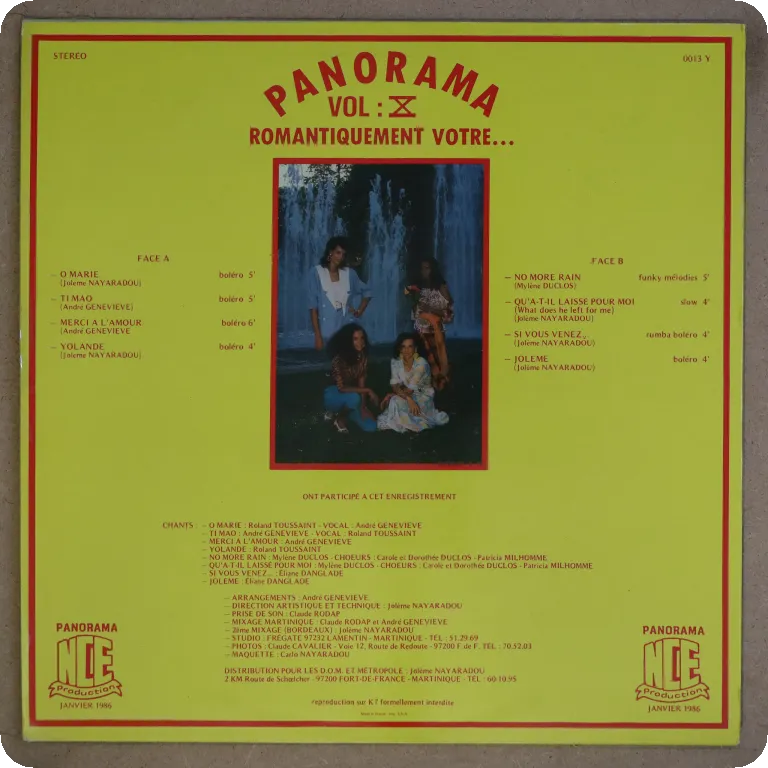 STEREO
0013 Y
PANORAMA
VOL : X
ROMANTIQUEMENT VOTRE...
FACE A
— O MARIE boléro 5'
(Joleme NAYARADOU)
— TI MAO boléro 5'
(André GENEVIEVE)
— MERCI A L'AMOUR boléro 6'
(André GENEVIEVE
— YOLANDE boléro 4'
(Joleme NAYARADOU)
FACE B
— NO MORE RAIN funky mélodies 5'
(Mylène DUCLOS)
— QU'A-T-IL LAISSE POUR MOI slow 4'
(What does he left for me)
(Jolème NAYARADOU)
— SI VOUS VENEZ.. rumba boléro 4'
(Jolème NAYARADOU)
— JOLEME boléro 4'
(Jolème NAYARADOU)
ONT PARTICIPÉ A CET ENREGISTREMENT
CHANTS : — O MARIE : Roland TOUSSAINT - VOCAL : André GENEVIEVE
— TI MAO : André GENEVIEVE - VOCAL : Roland TOUSSAINT
— MERCI A L'AMOUR : André GENEVIEVE
— YOLANDE : Roland TOUSSAINT
— NO MORE RAIN : Mylène DUCLOS - CHOEURS : Carole et Dorothée DUCLOS - Patricia MILHOMME
— QU'A-T-IL LAISSÉ POUR MOI : Mylène DUCLOS - CHOEURS : Carole et Dorothée DUCLOS - Patricia MILHOMME
— SI VOUS VENEZ... : Eliane DANGLADE
— JOLEME : Eliane DANGLADE
— ARRANGEMENTS : André GENEVIEVE
— DIRECTION ARTISTIQUE ET TECHNIQUE : Jolème NAYARADOU
— PRISE DE SON : Claude RODAP
— MIXAGE MARTINIQUE : Claude RODAP et André GENEVIEVE
— 2ème MIXAGE (BORDEAUX) : Jolème NAYARADOU
— STUDIO : FRÉGATE 97232 LAMENTIN - MARTINIQUE - TEL : 51.29.69
— PHOTOS : Claude CAVALIER - Voie 12, Route de Redoute - 97200 F de F. TEL : 70.52.03
— MAQUETTE : Carlo NAYARADOU
DISTRIBUTION POUR LES D.O.M. ET METROPOLE : Jolème NAYARADOU
2 KM Route de Schœlcher - 97200 FORT-DE-FRANCE - MARTINIQUE - TEL : 60.10.95
reproduction sur K7 formellement interdite
PANORAMA
NCE
Production
JANVIER 1986
PANORAMA
NCE
Production
JANVIER 1986